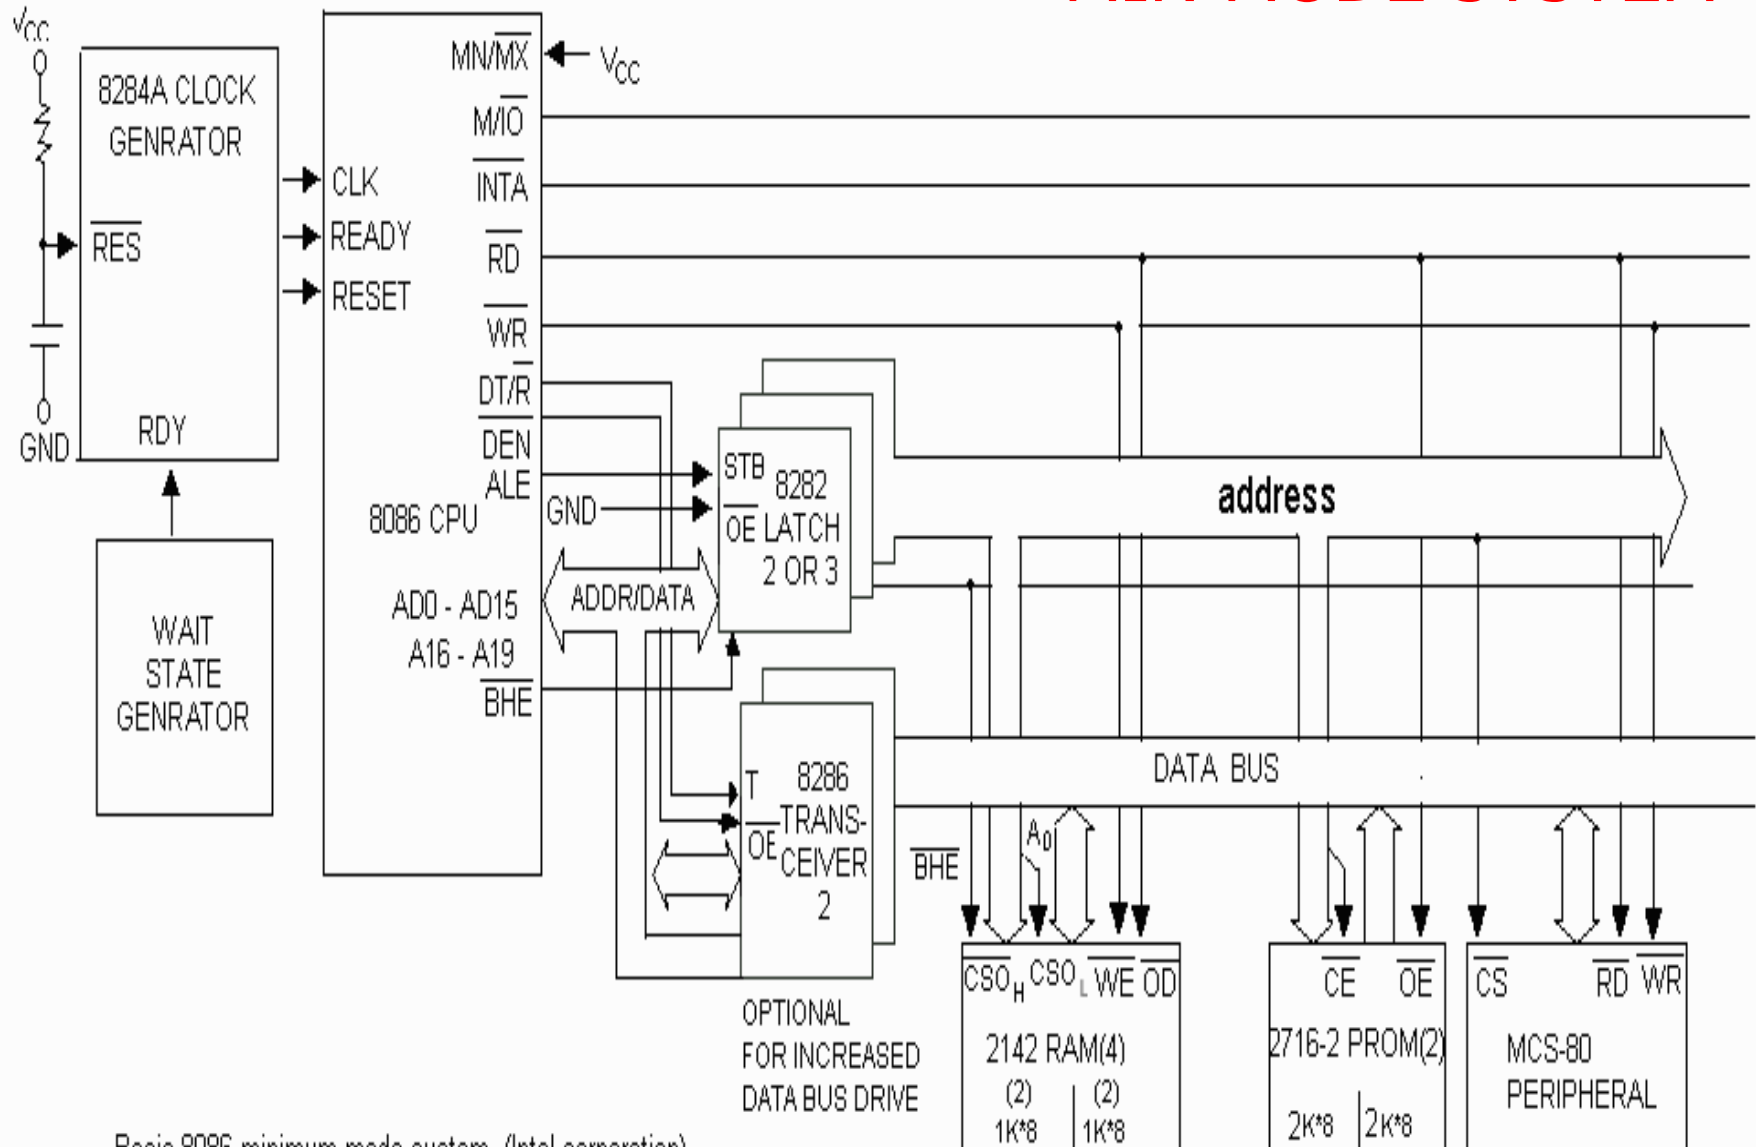 MIN MODE SYSTEM
VCC
8284A CLOCK
GENRATOR
RES
RDY
GND
CLK
READY
RESET
WAIT
STATE
GENRATOR
MN/MX
VCC
M/IO
INTA
RD
WR
DT/R
DEN
ALE
8086 CPU
GND
AD0 - AD15
A16 - A19
BHE
ADDR/DATA
STB
8282
OE LATCH
2 OR 3
address
DATA BUS
T
8286
TRANS-
OE
CEIVER
2
OPTIONAL
FOR INCREASED
DATA BUS DRIVE
BHE
A0
CSOH CSOL WE OD
2142 RAM(4)
(2) (2)
1K*8 1K*8
CE OE
2716-2 PROM(2)
2K*8 2K*8
CS RD WR
MCS-80
PERIPHERAL
Basic 8086 minimum mode system (Intel corporation)